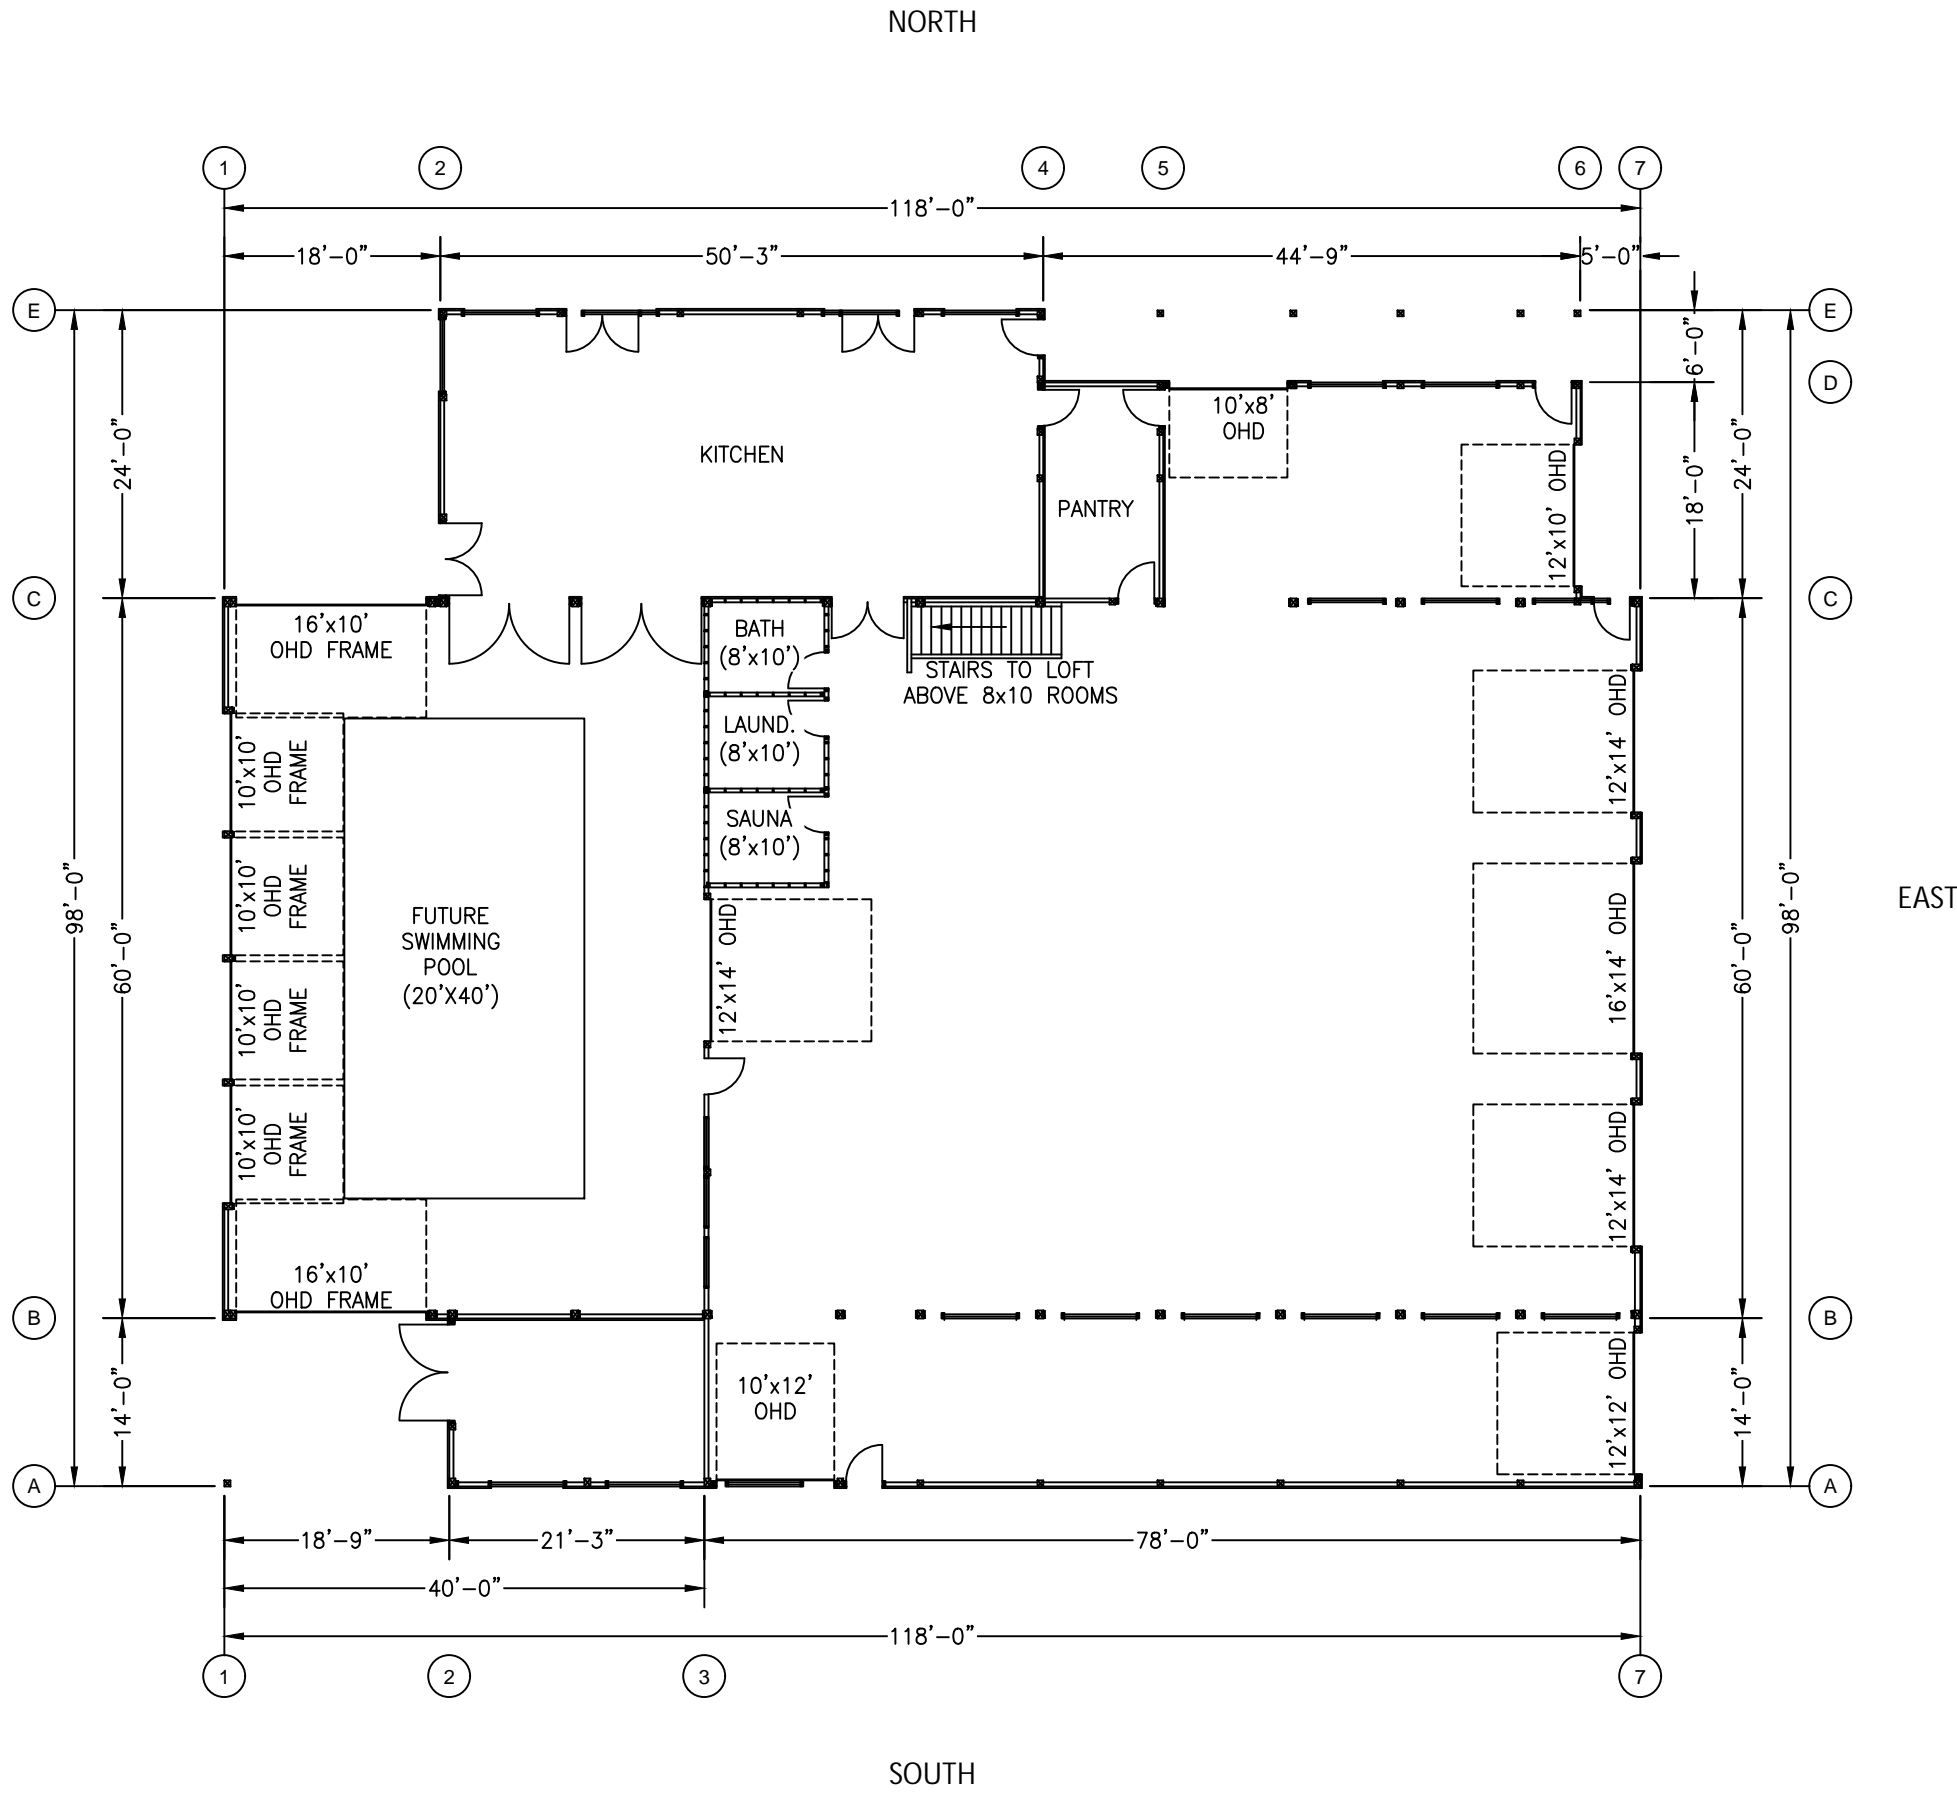 NORTH
1
2
4
5
6
7
118'-0"
18'-0"
50'-3"
44'-9"
5'-0"
E
E
6'-0"
D
24'-0"
KITCHEN
10'x8'
OHD
12'x10' OHD
18'-0"
24'-0"
PANTRY
C
C
16'x10'
OHD FRAME
BATH
(8'x10')
STAIRS TO LOFT
ABOVE 8x10 ROOMS
LAUND.
(8'x10')
SAUNA
(8'x10')
10'x10'
OHD
FRAME
10'x10'
OHD
FRAME
10'x10'
OHD
FRAME
10'x10'
OHD
FRAME
12'x14' OHD
98'-0"
60'-0"
FUTURE
SWIMMING
POOL
(20'X40')
12'x14' OHD
16'x14' OHD
60'-0"
98'-0"
EAST
12'x14' OHD
16'x10'
OHD FRAME
B
B
14'-0"
10'x12'
OHD
12'x12' OHD
14'-0"
A
A
18'-9"
21'-3"
78'-0"
40'-0"
118'-0"
1
2
3
7
SOUTH